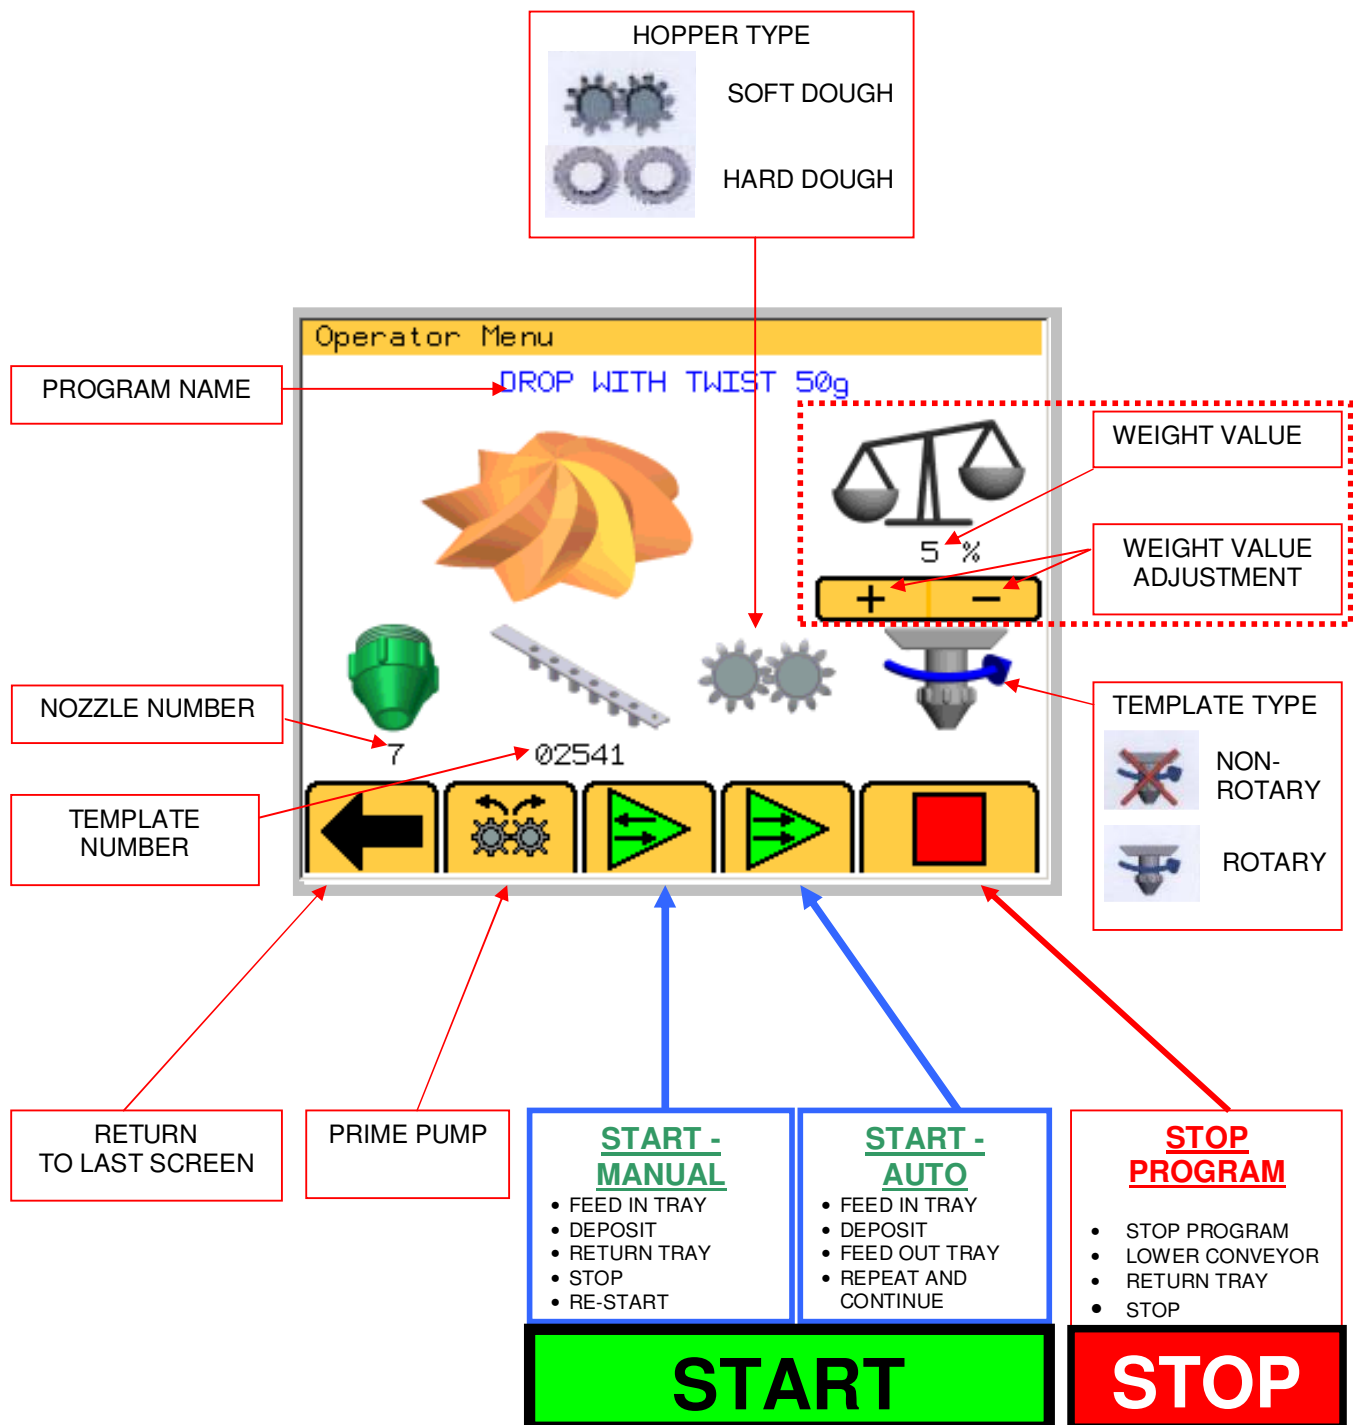 HOPPER TYPE
SOFT DOUGH
HARD DOUGH
Operator Menu
PROGRAM NAME
DROP WITH TWIST 50g
WEIGHT VALUE
5 %
WEIGHT VALUE
ADJUSTMENT
+ −
NOZZLE NUMBER
7
02541
TEMPLATE
NUMBER
TEMPLATE TYPE
NON-
ROTARY
ROTARY
RETURN
TO LAST SCREEN
PRIME PUMP
START -
MANUAL
• FEED IN TRAY
• DEPOSIT
• RETURN TRAY
• STOP
• RE-START
START -
AUTO
• FEED IN TRAY
• DEPOSIT
• FEED OUT TRAY
• REPEAT AND
CONTINUE
STOP
PROGRAM
• STOP PROGRAM
• LOWER CONVEYOR
• RETURN TRAY
• STOP
START
STOP